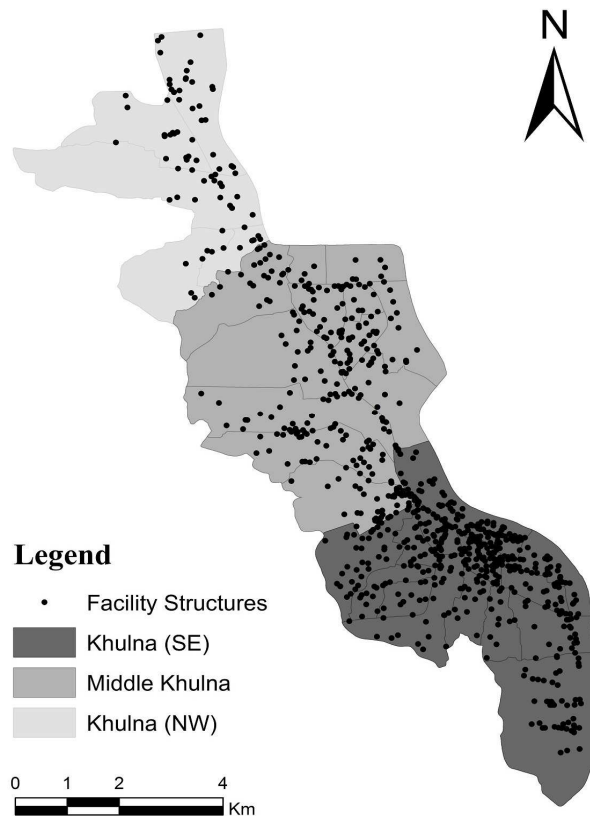 N
Legend
Facility Structures
Khulna (SE)
Middle Khulna
Khulna (NW)
0 1 2 4
Km